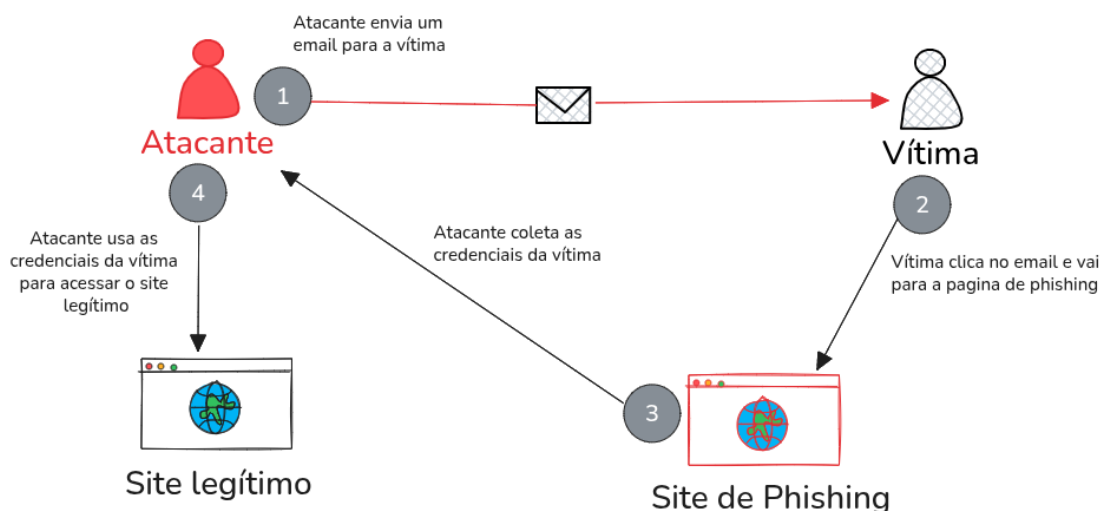 Atacante envia um
email para a vítima
1
Atacante
Vítima
4
2
Atacante usa as
credenciais da vítima
para acessar o site
legítimo
Atacante coleta as
credenciais da vítima
Vítima clica no email e vai
para a pagina de phishing
3
Site legítimo
Site de Phishing